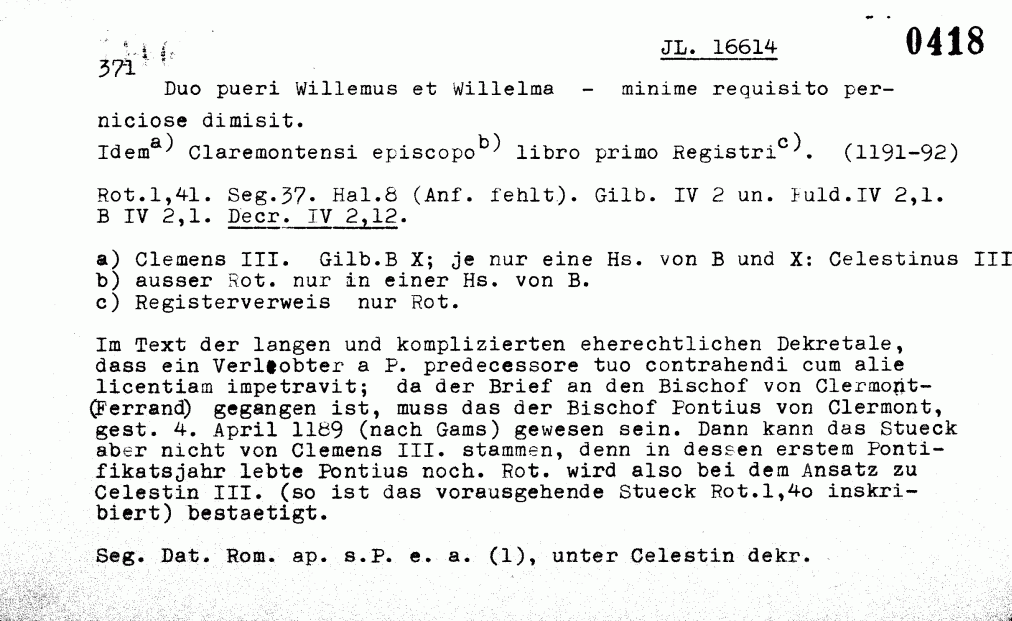 JL. 16614 0418
371
Duo pueri Willemus et Willelma - minime requisito per-
niciose dimisit.
Idem a) Claremontensi episcopo b) libro primo Registri c). (1191-92)
Rot.1,41. Seg.37. Hal.8 (Anf. fehlt). Gilb. IV 2 un. Fuld.IV 2,1.
B IV 2,1. Decr. IV 2,12.
a) Clemens III. Gilb.B X; je nur eine Hs. von B und X: Celestinus III
b) ausser Rot. nur in einer Hs. von B.
c) Registerverweis nur Rot.
Im Text der langen und komplizierten eherechtlichen Dekretale,
dass ein Verlobter a P. predecessore tuo contrahendi cum alie
licentiam impetravit; da der Brief an den Bischof von Clermont-
(Ferrand) gegangen ist, muss das der Bischof Pontius von Clermont,
gest. 4. April 1189 (nach Gams) gewesen sein. Dann kann das Stueck
aber nicht von Clemens III. stammen, denn in dessen erstem Ponti-
fikatsjahr lebte Pontius noch. Rot. wird also bei dem Ansatz zu
Celestin III. (so ist das vorausgehende Stueck Rot.1,4o inskri-
biert) bestaetigt.
Seg. Dat. Rom. ap. s.P. e. a. (1), unter Celestin dekr.